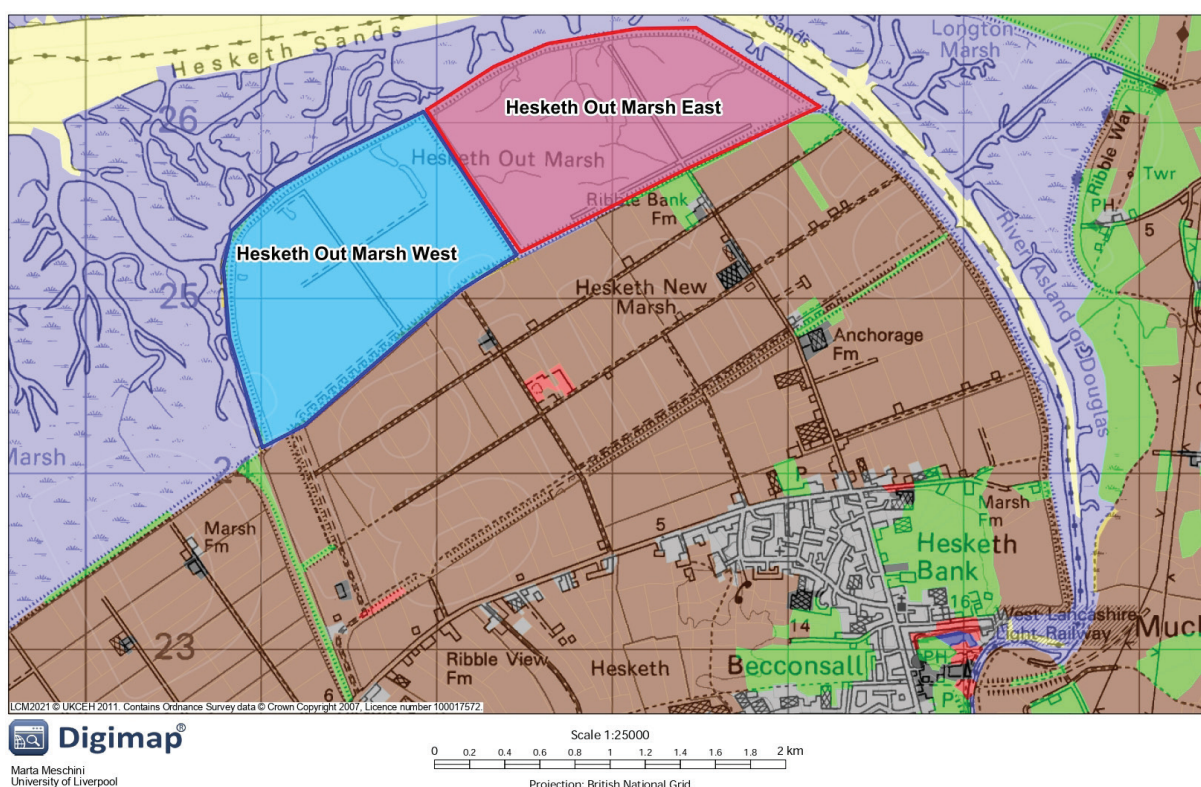 Hesketh Sands
Sands
Longton
Marsh
26
Hesketh Out Marsh East
Hesketh Out Marsh
Ribble Way
Twr
PH
5
Ribble Bank
Fm
Hesketh Out Marsh West
25
Hesketh New
Marsh
Anchorage
Fm
River Asland or Douglas
Marsh
Marsh
Fm
5
P
Marsh
Fm
Hesketh
Bank
16
West Lancashire
Light Railway
Much
23
14
Ribble View
Fm
Hesketh
Becconsall
PH
P
6
LCM2021 © UKCEH 2011. Contains Ordnance Survey data © Crown Copyright 2007, Licence number 100017572.
Digimap®
Marta Meschini
University of Liverpool
Scale 1:25000
0 0.2 0.4 0.6 0.8 1 1.2 1.4 1.6 1.8 2 km
Projection: British National Grid